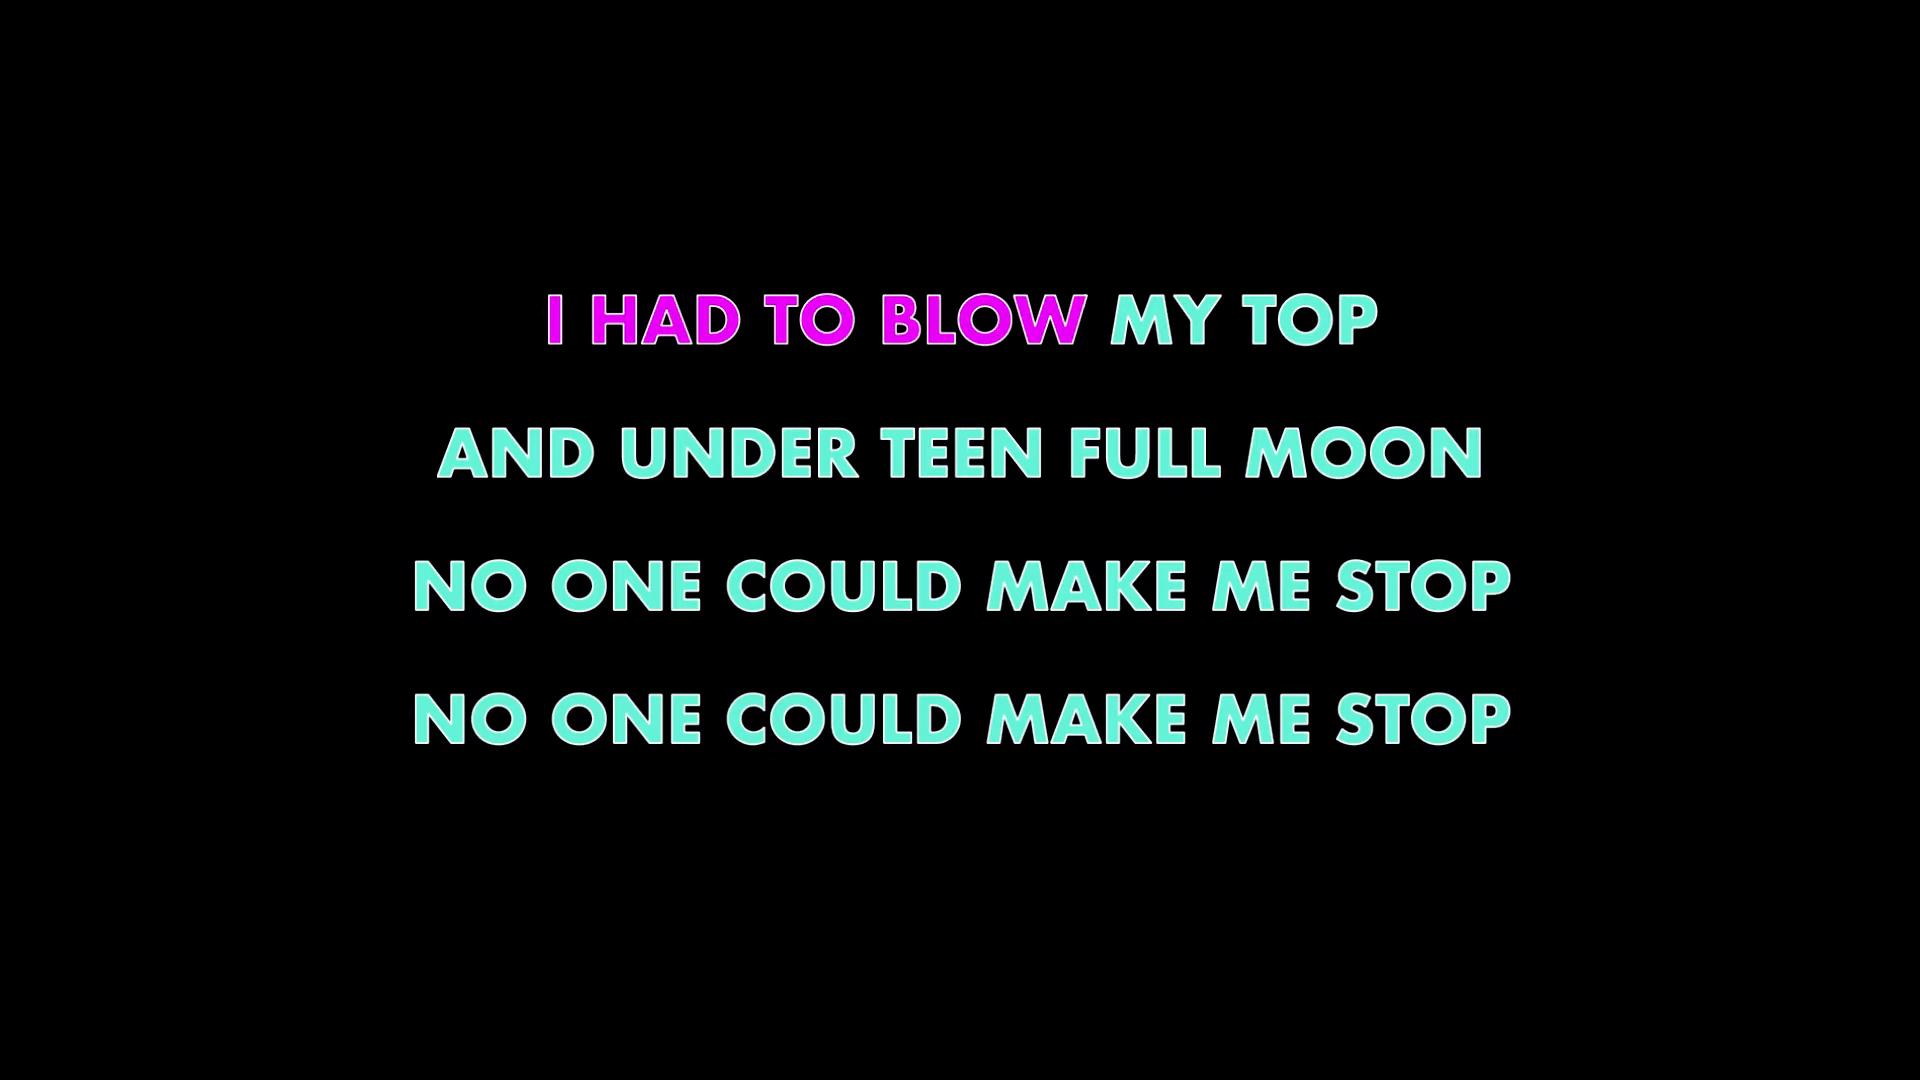 I HAD TO BLOW MY TOP
AND UNDER TEEN FULL MOON
NO ONE COULD MAKE ME STOP
NO ONE COULD MAKE ME STOP